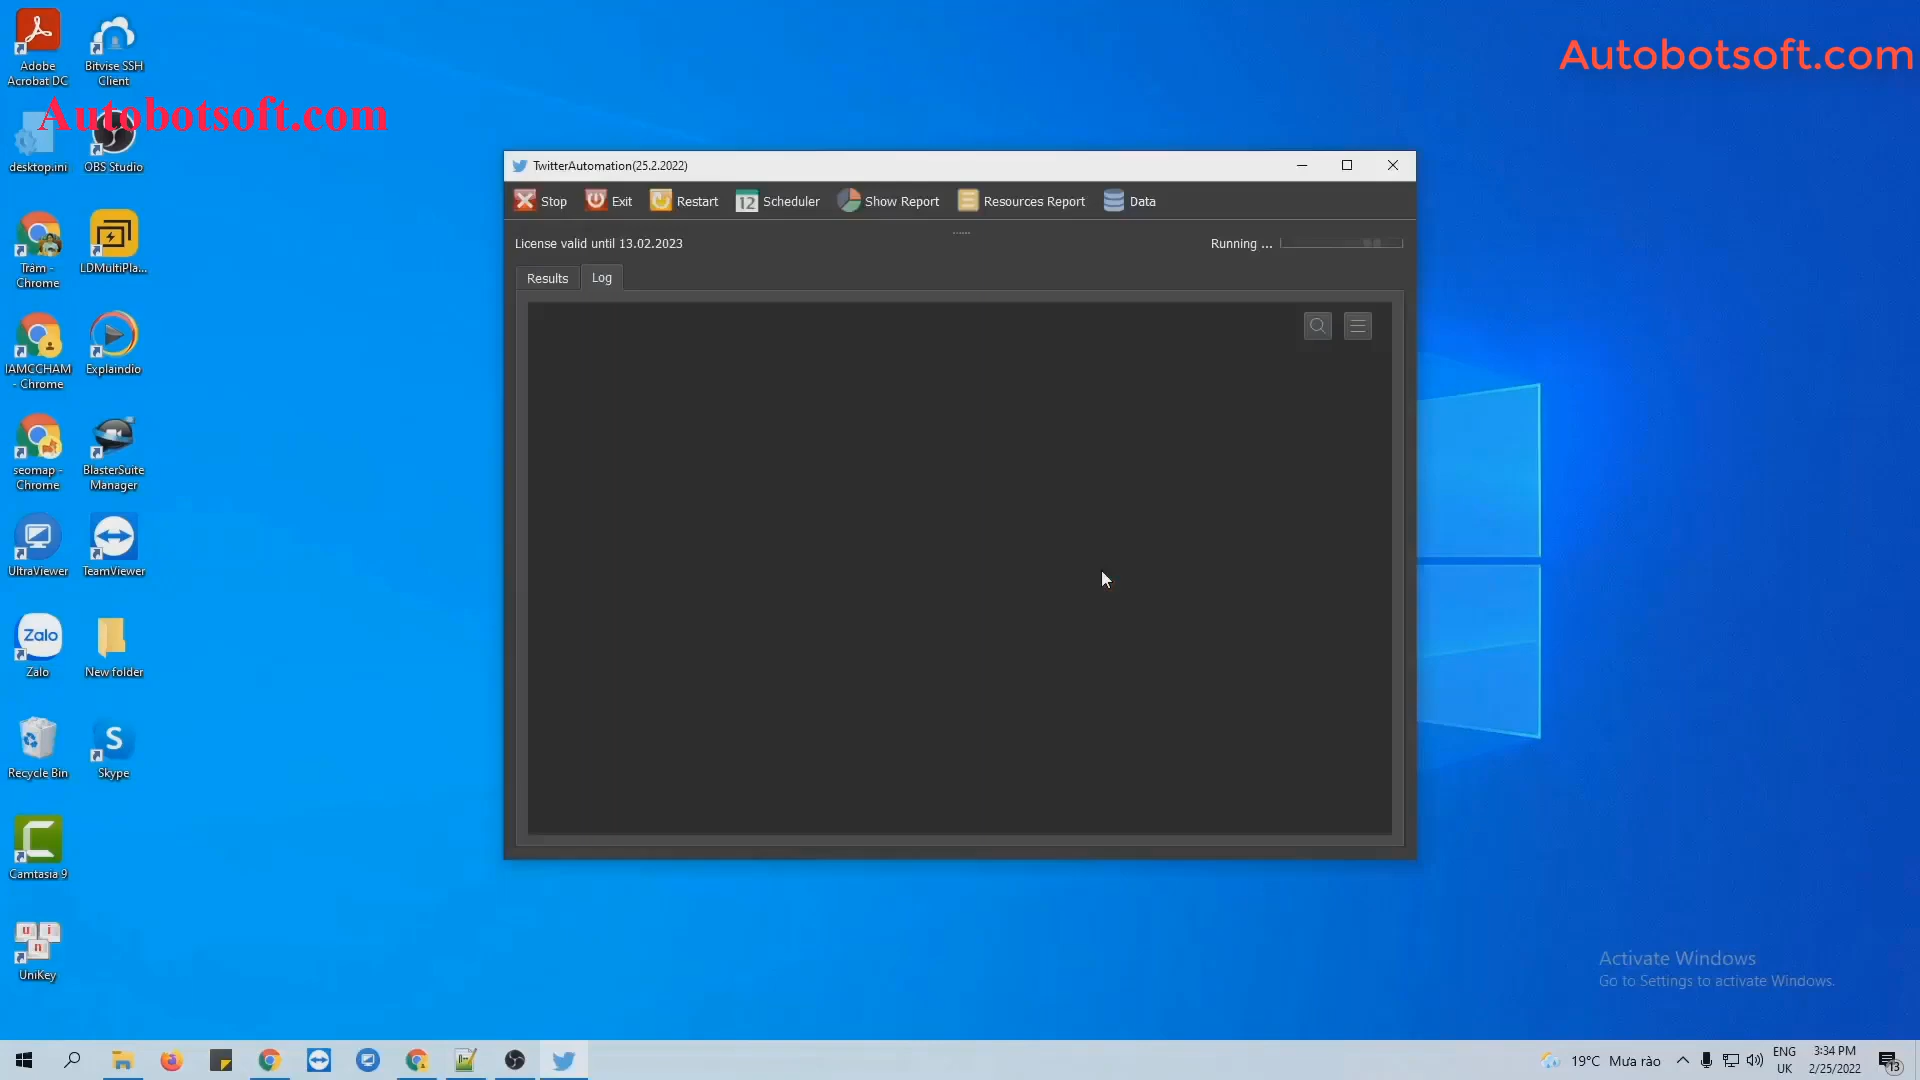 Adobe
Acrobat DC
Bitvise SSH
Client
Autobotsoft.com
Autobotsoft.com
desktop.ini
OBS Studio
Trâm -
Chrome
LDMultiPla...
IAMCCHAM
- Chrome
Explaindio
seomap -
Chrome
BlasterSuite
Manager
UltraViewer
TeamViewer
Zalo
Zalo
New folder
Recycle Bin
S
Skype
Camtasia 9
u i
n
UniKey
TwitterAutomation(25.2.2022)
Stop
Exit
Restart
12
Scheduler
Show Report
Resources Report
Data
License valid until 13.02.2023
Running ...
Results
Log
Activate Windows
Go to Settings to activate Windows.
19°C Mưa rào
ENG
UK
3:34 PM
2/25/2022
13